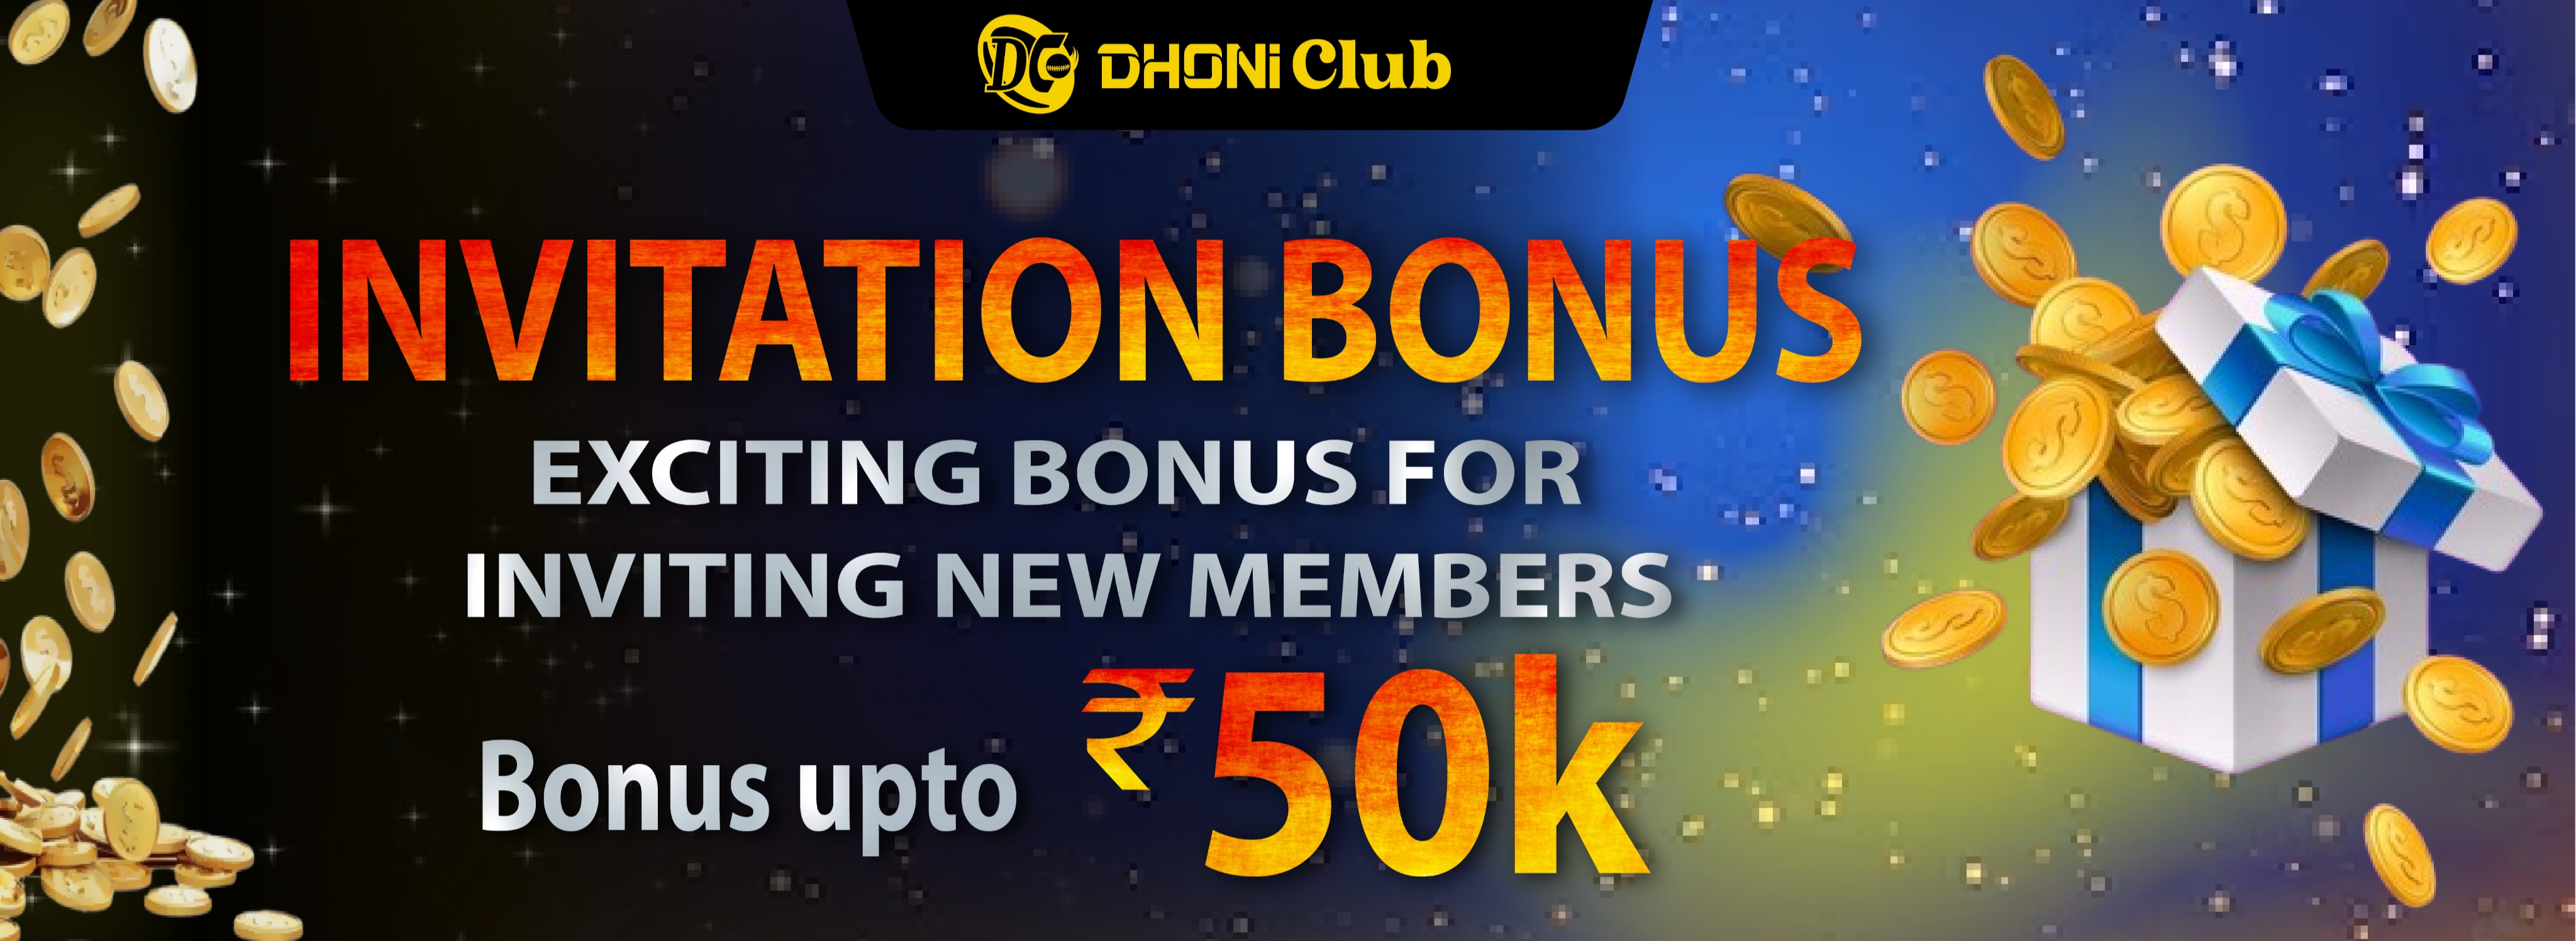 DC DHONI Club
INVITATION BONUS
EXCITING BONUS FOR
INVITING NEW MEMBERS
Bonus upto ₹50k